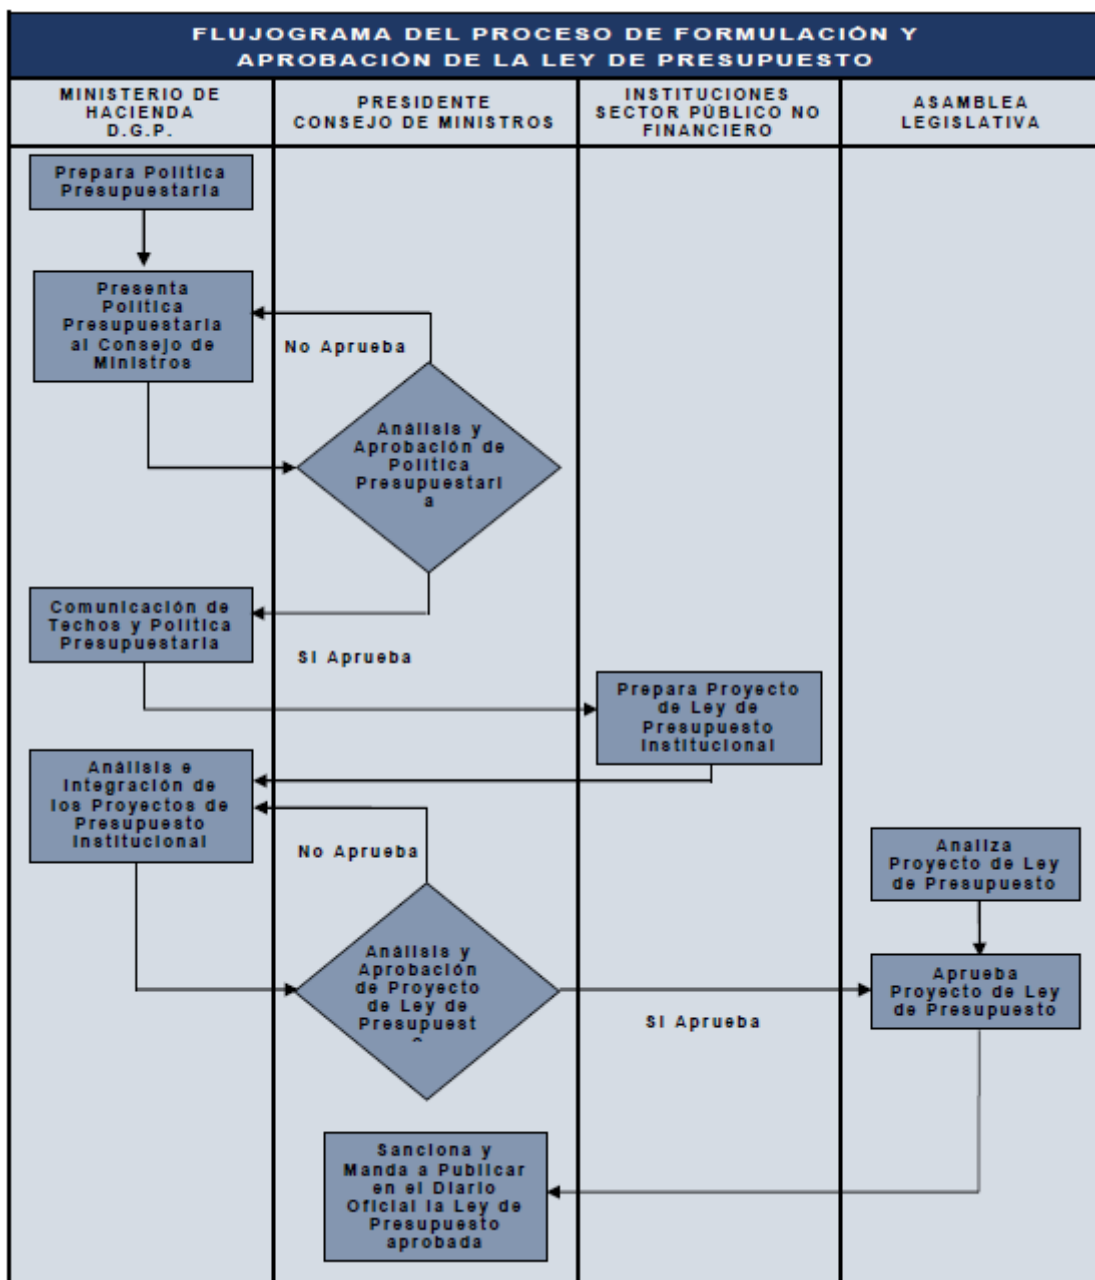 FLUJOGRAMA DEL PROCESO DE FORMULACIÓN Y
APROBACIÓN DE LA LEY DE PRESUPUESTO
MINISTERIO DE
HACIENDA
D.G.P.
PRESIDENTE
CONSEJO DE MINISTROS
INSTITUCIONES
SECTOR PÚBLICO NO
FINANCIERO
ASAMBLEA
LEGISLATIVA
Prepara Política
Presupuestaria
Presenta
Política
Presupuestaria
al Consejo de
Ministros
No Aprueba
Análisis y
Aprobación de
Política
Presupuestari
a
Comunicación de
Techos y Política
Presupuestaria
SI Aprueba
Prepara Proyecto
de Ley de
Presupuesto
Institucional
Análisis e
Integración de
los Proyectos de
Presupuesto
Institucional
No Aprueba
Analiza
Proyecto de Ley
de Presupuesto
Análisis y
Aprobación
de Proyecto
de Ley de
Presupuest
Aprueba
Proyecto de Ley
de Presupuesto
SI Aprueba
Sanciona y
Manda a Publicar
en el Diario
Oficial la Ley de
Presupuesto
aprobada